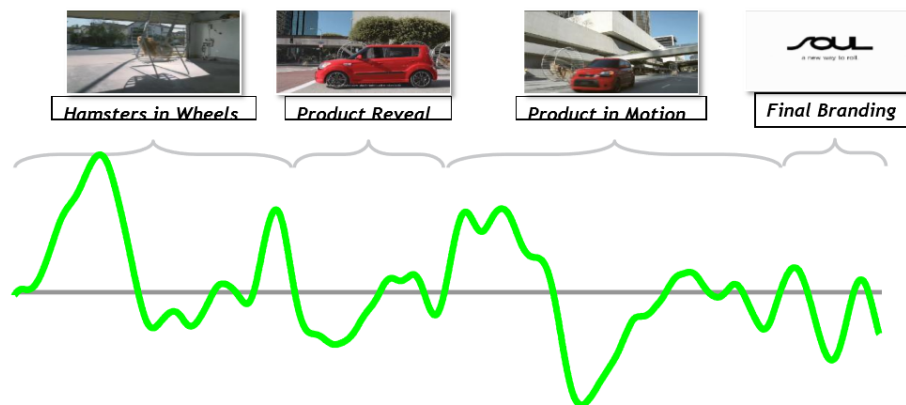 SOUL
a new way to roll
Hamsters in Wheels
Product Reveal
Product in Motion
Final Branding